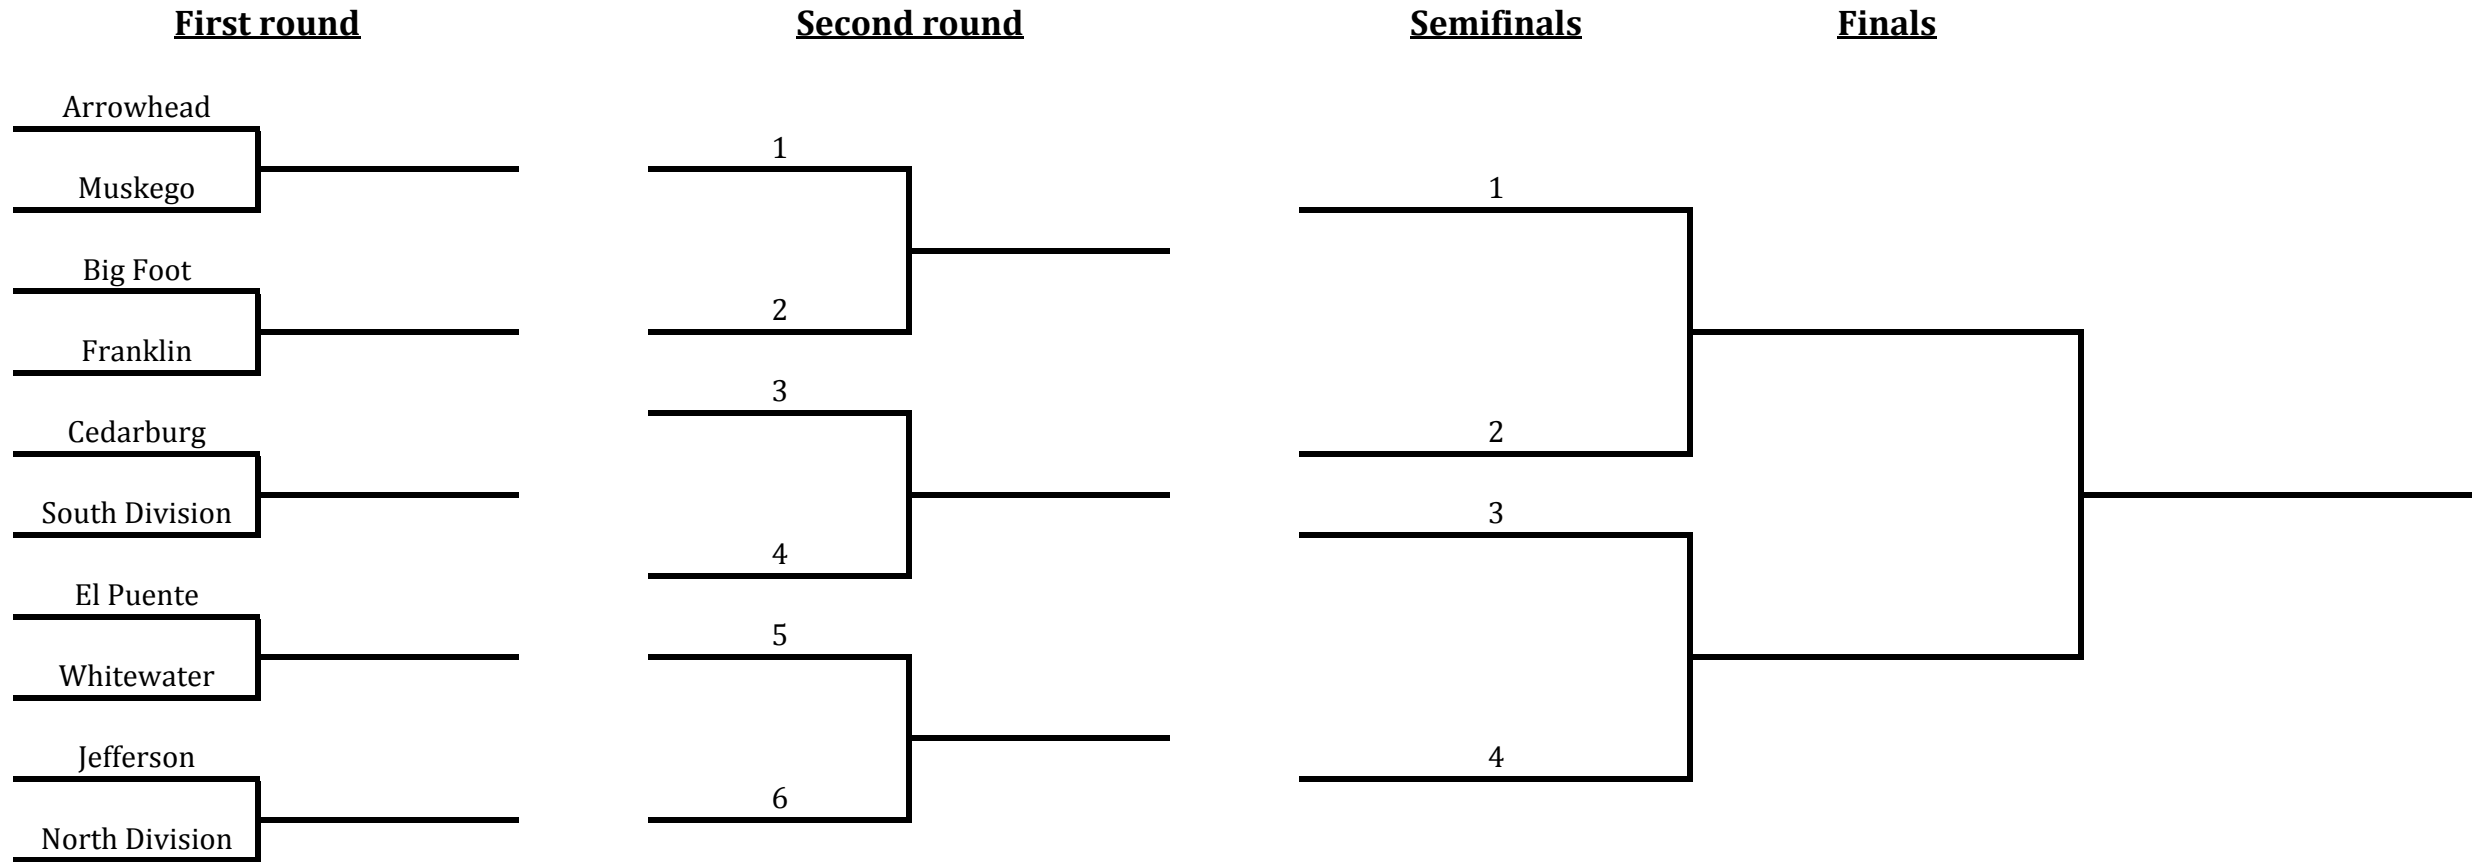 First round
Second round
Semifinals
Finals
Arrowhead
Muskego
Big Foot
Franklin
Cedarburg
South Division
El Puente
Whitewater
Jefferson
North Division
1
2
3
4
5
6
1
2
3
4